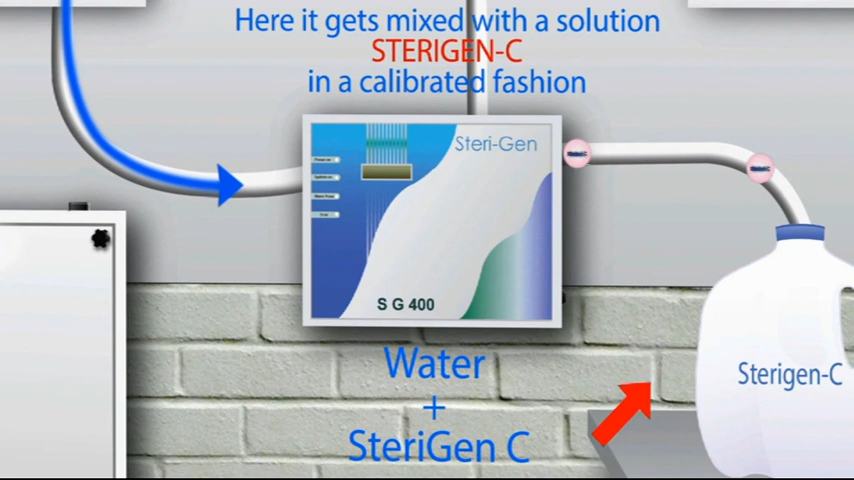 Here it gets mixed with a solution
STERIGEN-C
in a calibrated fashion
Steri-Gen
S G 400
Sterigen-C
Water
+
SteriGen C